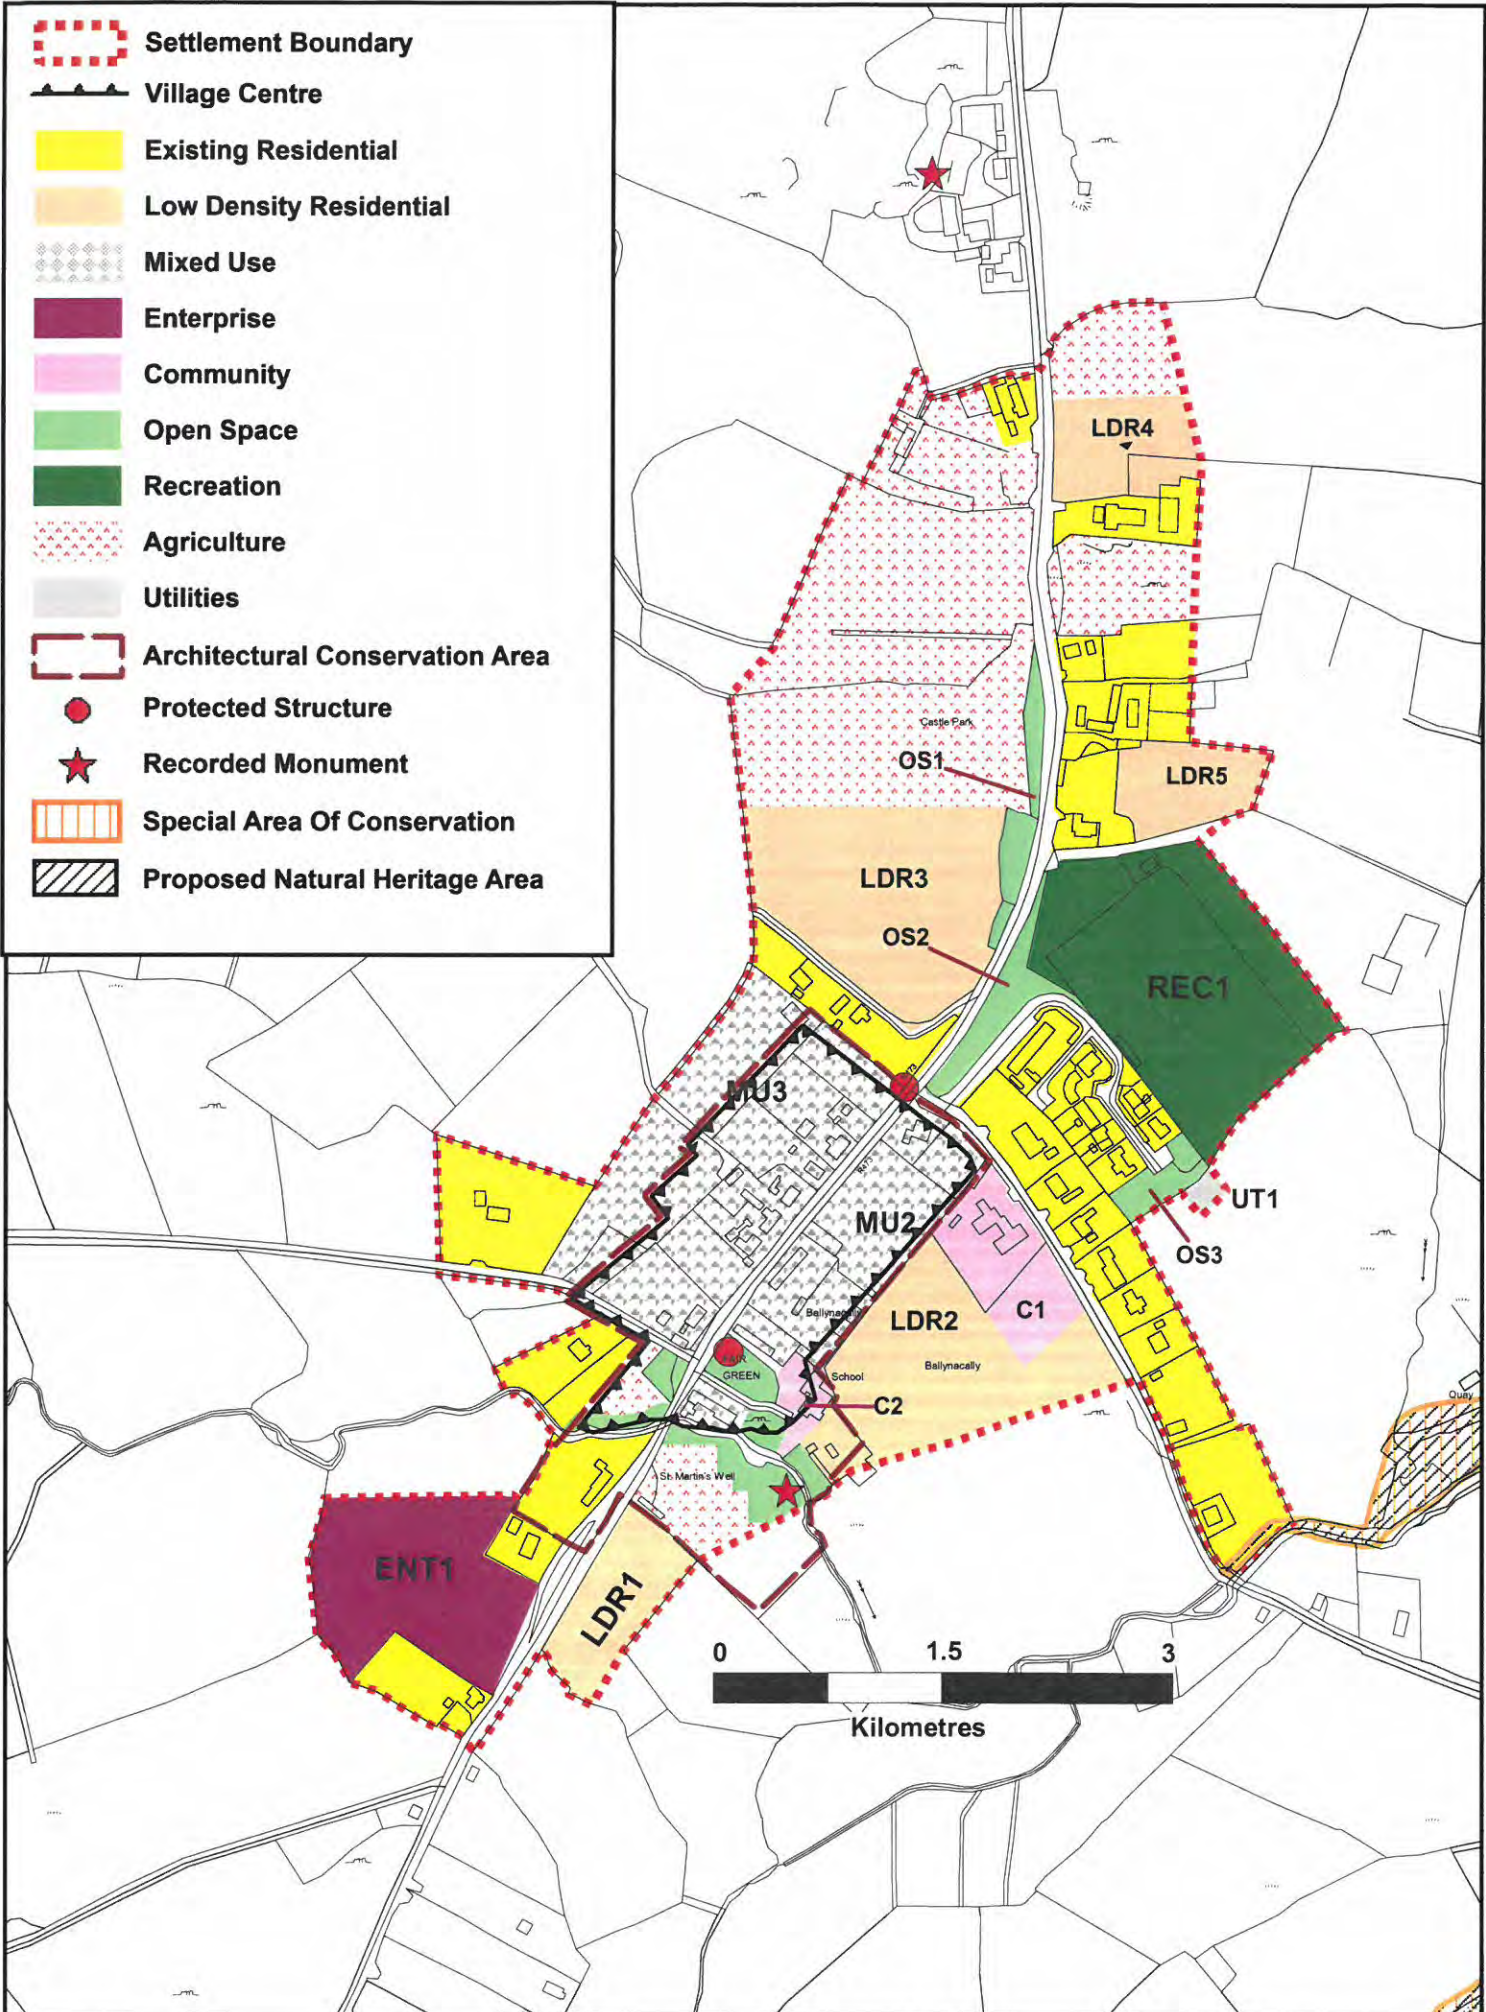 Settlement Boundary
Village Centre
Existing Residential
Low Density Residential
Mixed Use
Enterprise
Community
Open Space
Recreation
Agriculture
Utilities
Architectural Conservation Area
Protected Structure
Recorded Monument
Special Area Of Conservation
Proposed Natural Heritage Area
LDR4
Castle Park
OS1
LDR5
LDR3
OS2
REC1
MU3
MU2
UT1
OS3
C1
LDR2
Ballynacally
Ballynacally
FAIR
GREEN
School
C2
Quay
St. Martin's Well
ENT1
LDR1
0 1.5 3
Kilometres